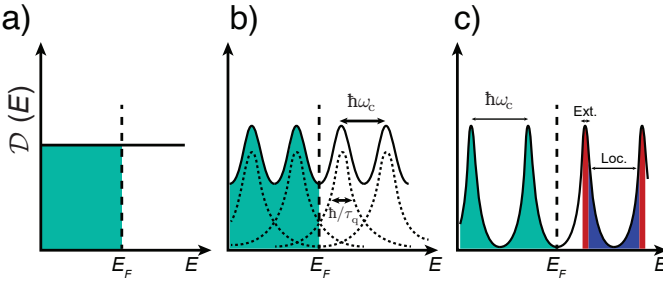 a)
𝒟 (E)
E_F
E
b)
ħω_c
ħ/τ_q
E_F
E
c)
ħω_c
Ext.
Loc.
E_F
E